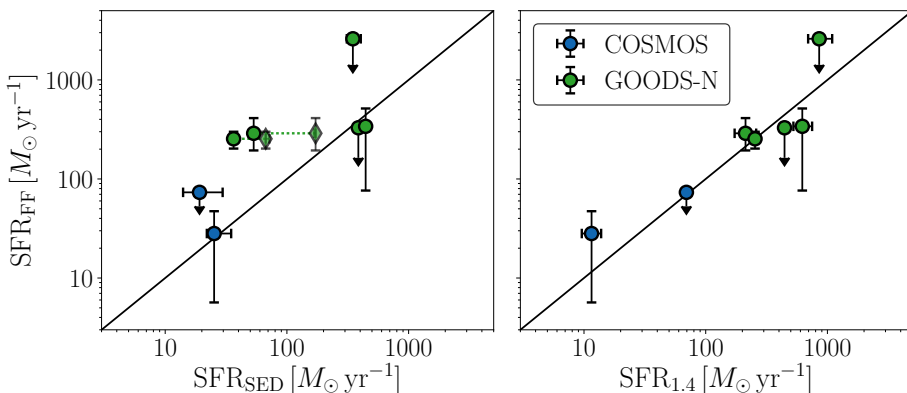 SFR_FF [M_⊙ yr⁻¹]
1000
100
10
10 100 1000
SFR_SED [M_⊙ yr⁻¹]
COSMOS
GOODS-N
10 100 1000
SFR_1.4 [M_⊙ yr⁻¹]